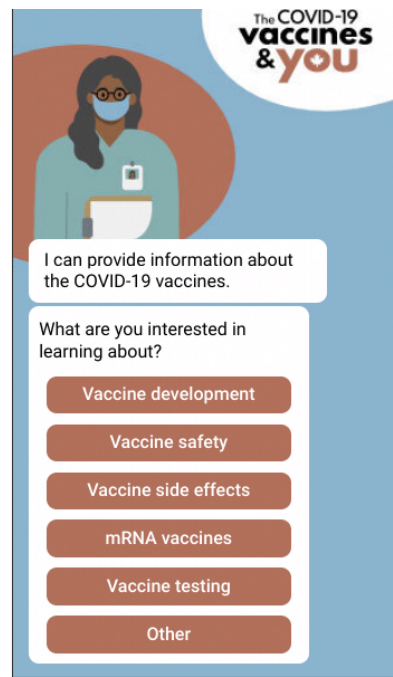 The COVID-19
vaccines
& you
I can provide information about
the COVID-19 vaccines.
What are you interested in
learning about?
Vaccine development
Vaccine safety
Vaccine side effects
mRNA vaccines
Vaccine testing
Other